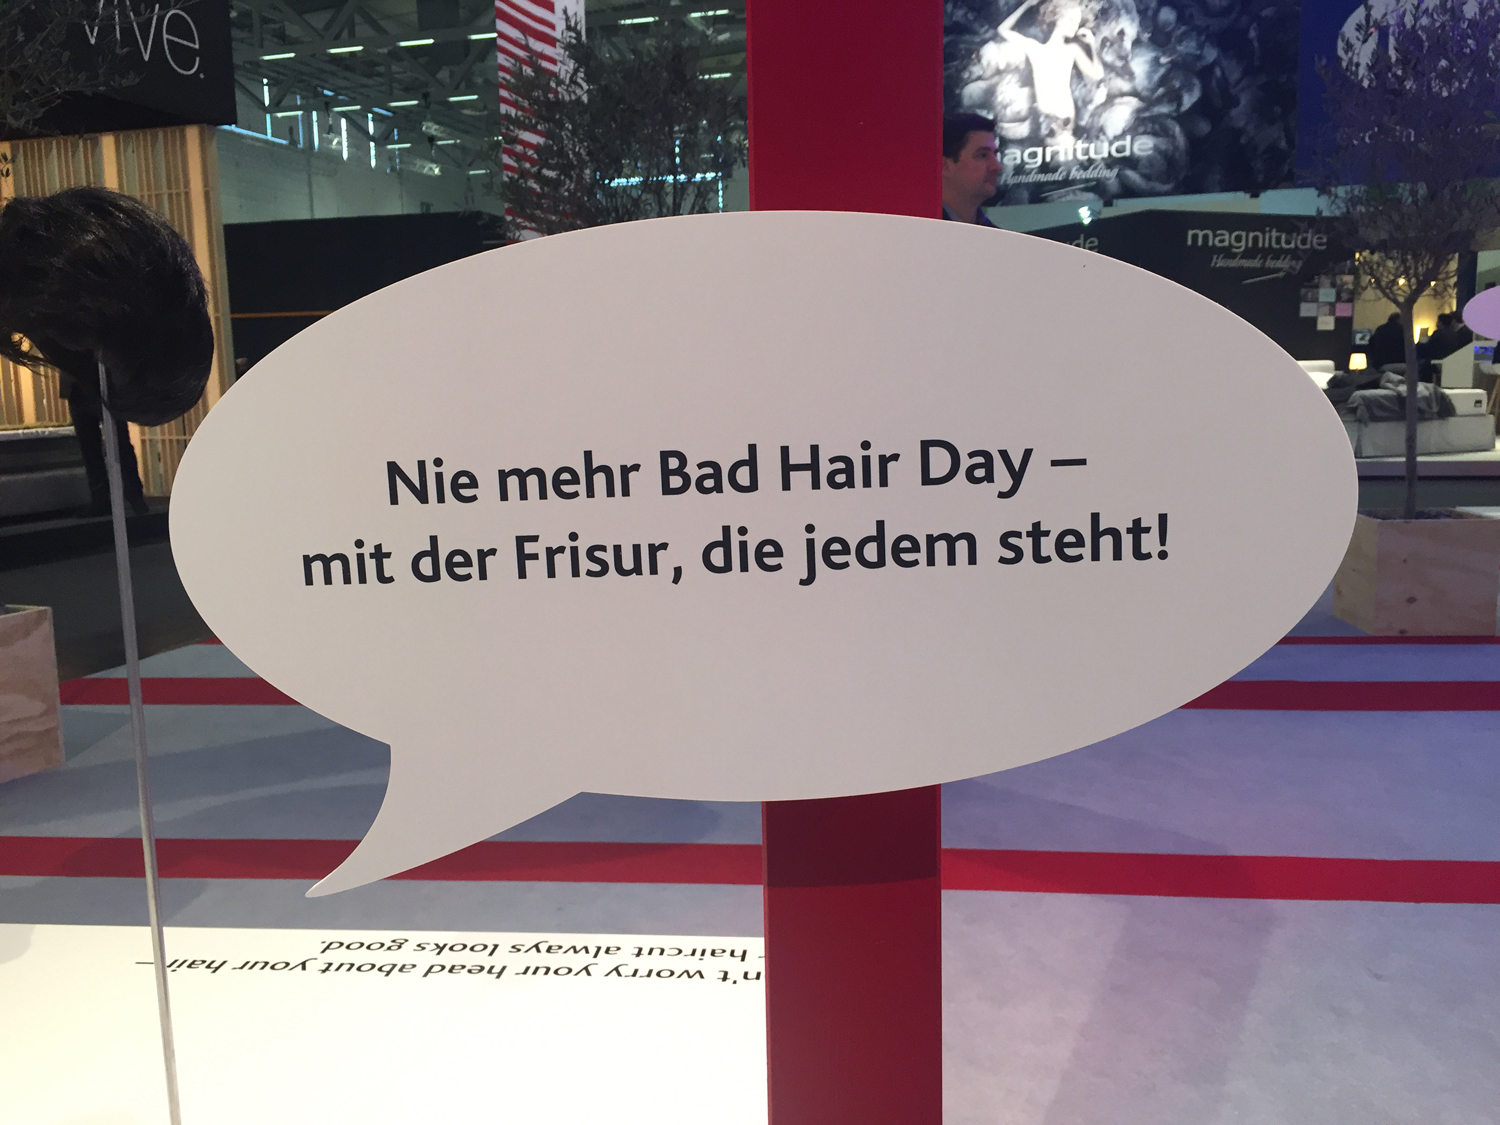 vive.
agnitude
Handmade bedding
magnitude
Handmade bedding
Nie mehr Bad Hair Day –
mit der Frisur, die jedem steht!
n't worry your head about your hair –
haircut always looks good.